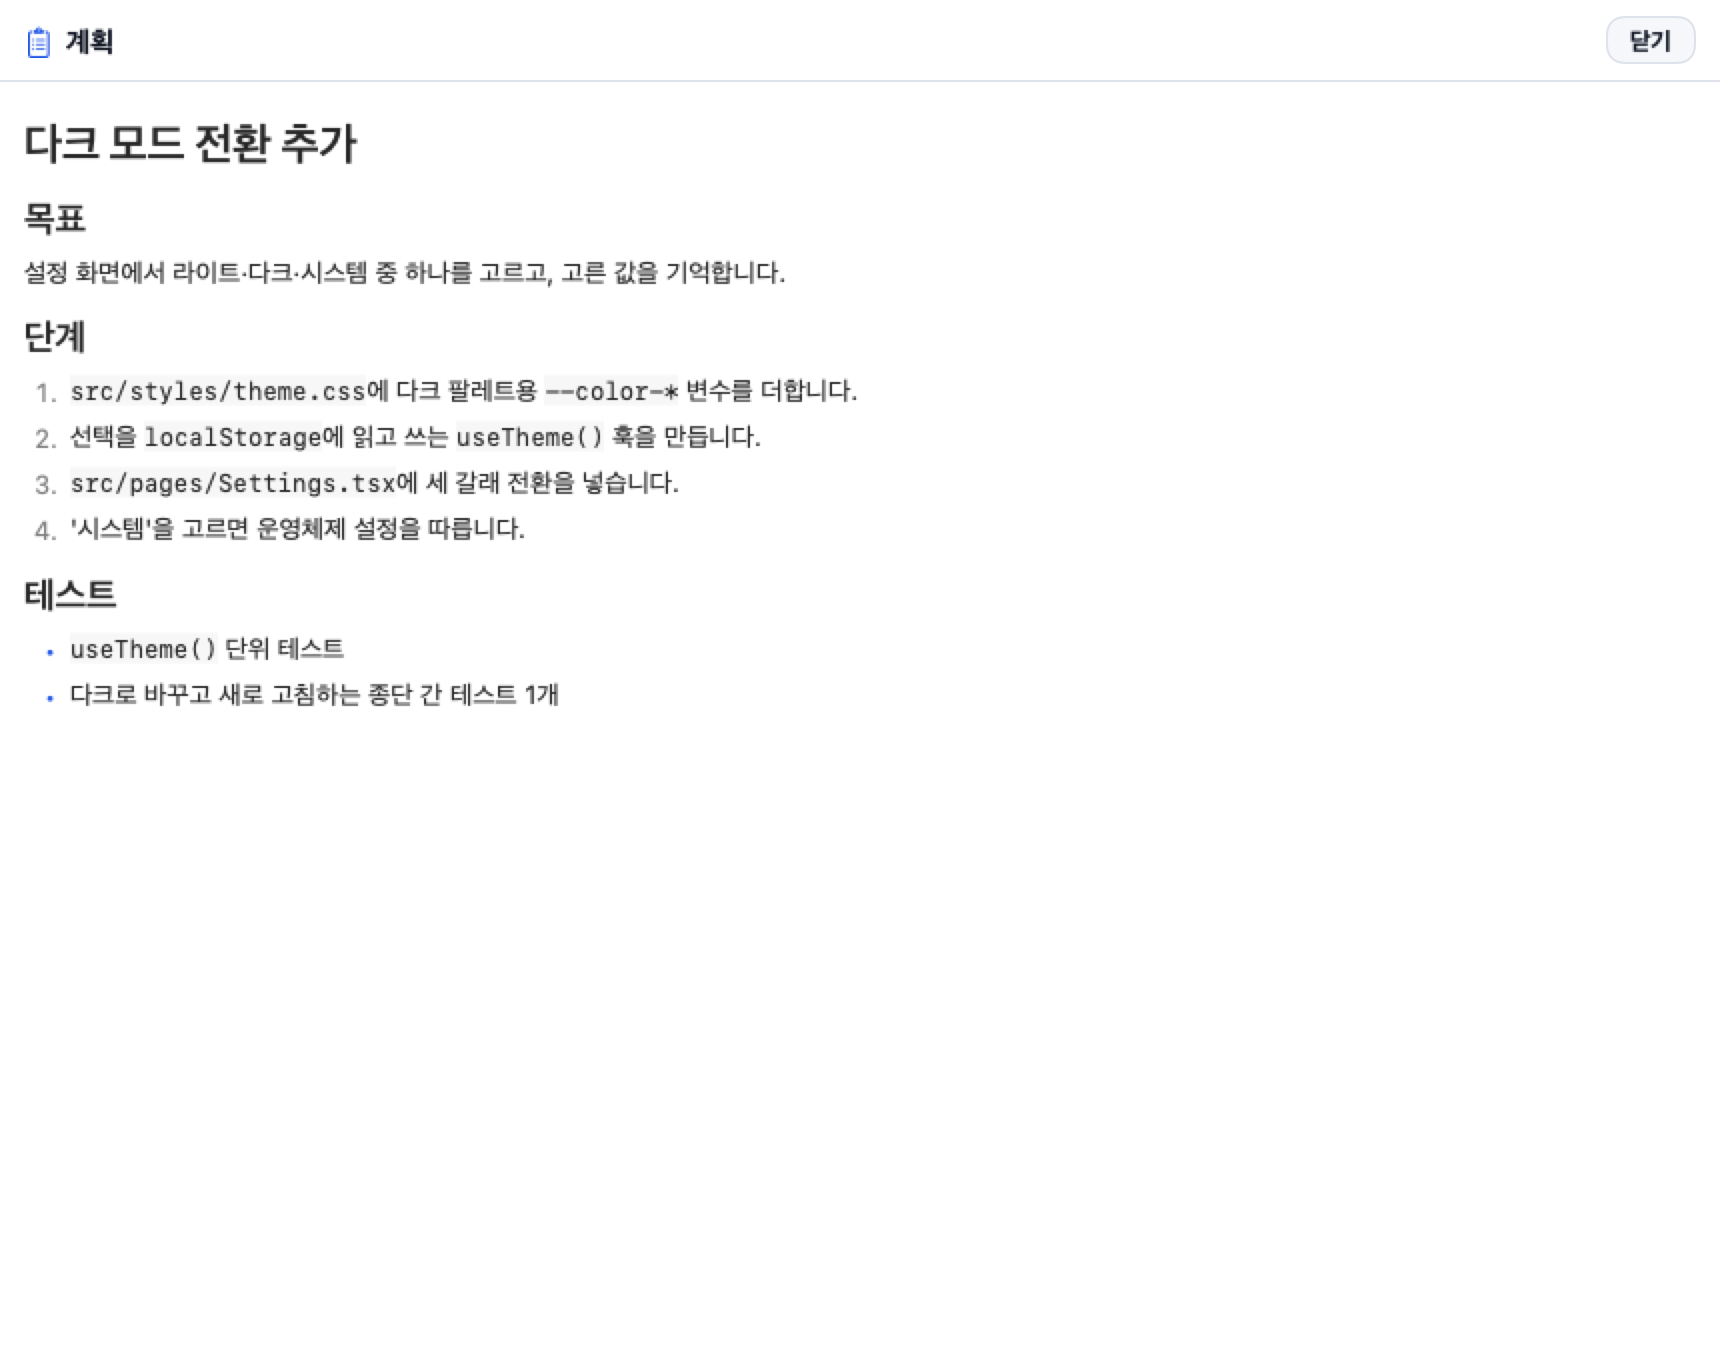 계획
닫기
다크 모드 전환 추가
목표
설정 화면에서 라이트·다크·시스템 중 하나를 고르고, 고른 값을 기억합니다.
단계
1. src/styles/theme.css에 다크 팔레트용 --color-* 변수를 더합니다.
2. 선택을 localStorage에 읽고 쓰는 useTheme() 훅을 만듭니다.
3. src/pages/Settings.tsx에 세 갈래 전환을 넣습니다.
4. '시스템'을 고르면 운영체제 설정을 따릅니다.
테스트
• useTheme() 단위 테스트
• 다크로 바꾸고 새로 고침하는 종단 간 테스트 1개